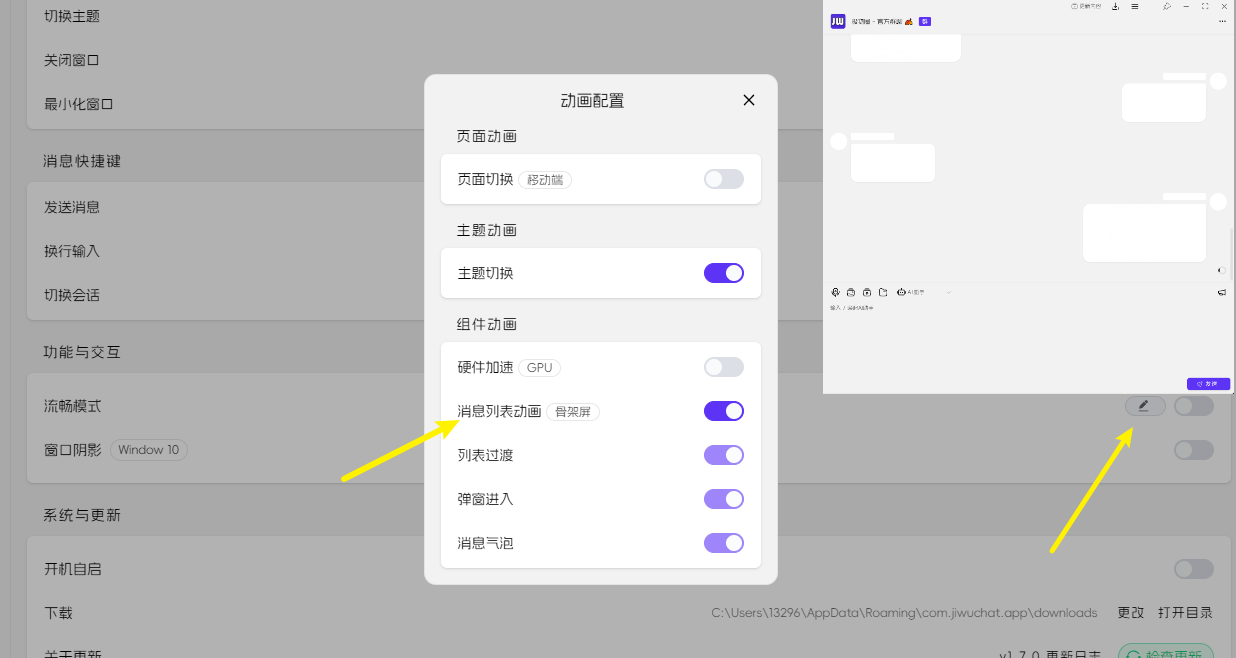 切换主题
关闭窗口
最小化窗口
消息快捷键
发送消息
换行输入
切换会话
功能与交互
流畅模式
窗口阴影 Window 10
系统与更新
开机自启
下载 C:\Users\13296\AppData\Roaming\com.jiwuchat.app\downloads 更改 打开目录
关于更新 v1.7.0 更新日志 检查更新
动画配置
页面动画
页面切换 移动端
主题动画
主题切换
组件动画
硬件加速 GPU
消息列表动画 骨架屏
列表过渡
弹窗进入
消息气泡
JW
群
AI助手
发送